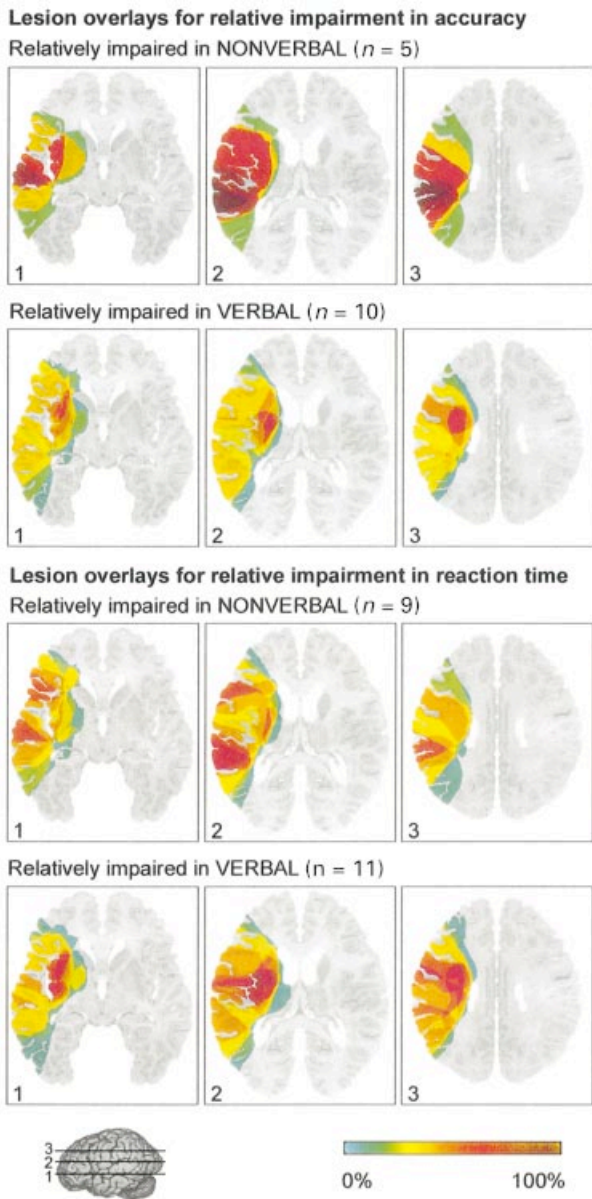 Lesion overlays for relative impairment in accuracy
Relatively impaired in NONVERBAL (n = 5)
1 2 3
Relatively impaired in VERBAL (n = 10)
1 2 3
Lesion overlays for relative impairment in reaction time
Relatively impaired in NONVERBAL (n = 9)
1 2 3
Relatively impaired in VERBAL (n = 11)
1 2 3
3
2
1
0% 100%